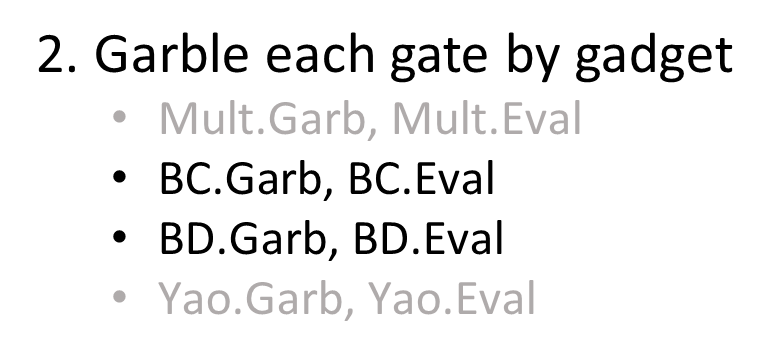 2. Garble each gate by gadget
• Mult.Garb, Mult.Eval
• BC.Garb, BC.Eval
• BD.Garb, BD.Eval
• Yao.Garb, Yao.Eval